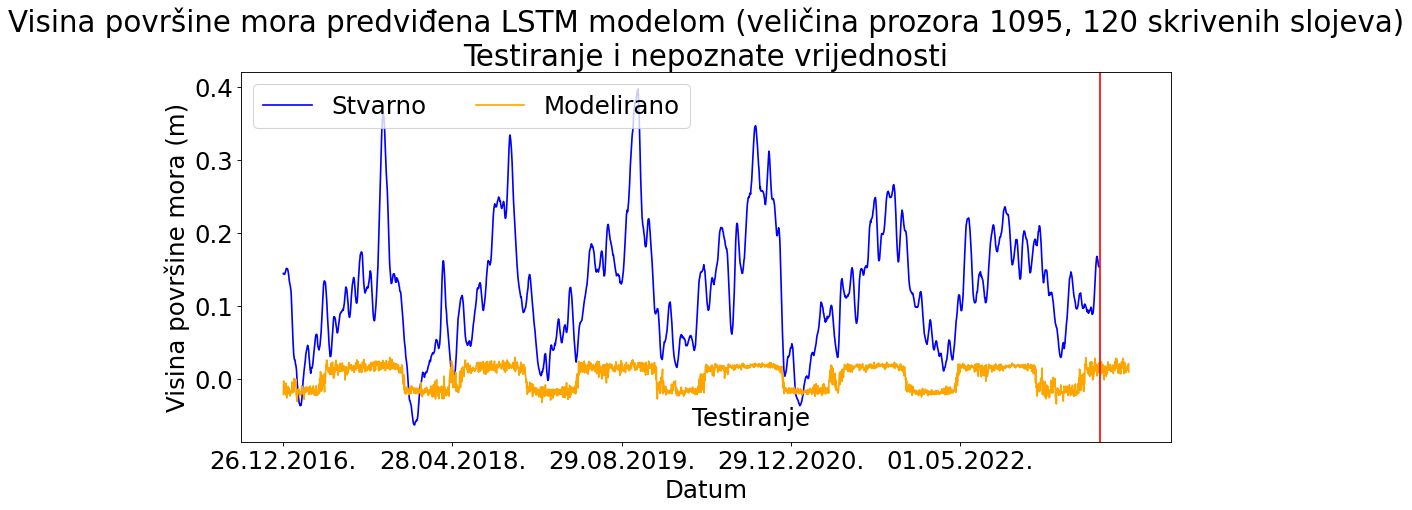 Visina površine mora predviđena LSTM modelom (veličina prozora 1095, 120 skrivenih slojeva)
Testiranje i nepoznate vrijednosti
Stvarno
Modelirano
Visina površine mora (m)
0.4
0.3
0.2
0.1
0.0
Testiranje
26.12.2016.
28.04.2018.
29.08.2019.
29.12.2020.
01.05.2022.
Datum